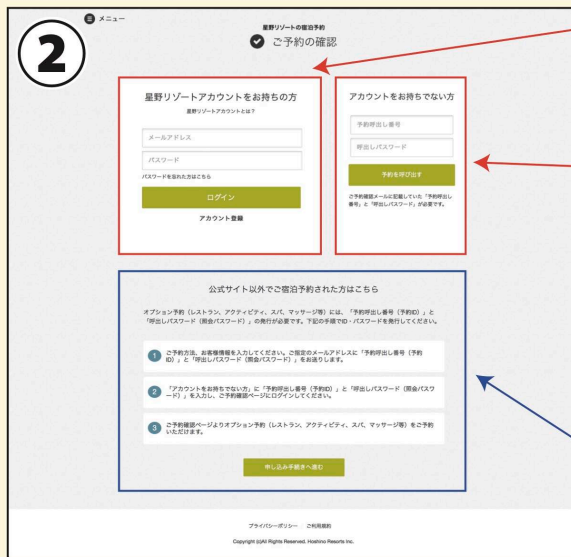 2
メニュー
星野リゾートの宿泊予約
ご予約の確認
星野リゾートアカウントをお持ちの方
星野リゾートアカウントとは？
メールアドレス
パスワード
パスワードを忘れた方はこちら
ログイン
アカウント登録
アカウントをお持ちでない方
予約呼出し番号
呼出しパスワード
予約を呼び出す
ご予約確認メールに記載していた「予約呼出し
番号」と「呼出しパスワード」が必要です。
公式サイト以外でご宿泊予約された方はこちら
オプション予約（レストラン、アクティビティ、スパ、マッサージ等）には、「予約呼出し番号（予約ID）」と
「呼出しパスワード（照会パスワード）」の発行が必要です。下記の手順でID・パスワードを発行してください。
1 ご予約方法、お客様情報を入力してください。ご指定のメールアドレスに「予約呼出し番号（予約
ID）」と「呼出しパスワード（照会パスワード）」をお送りします。
2 「アカウントをお持ちでない方」に「予約呼出し番号（予約ID）」と「呼出しパスワード（照会パスワ
ード）」を入力し、ご予約確認ページにログインしてください。
3 ご予約確認ページよりオプション予約（レストラン、アクティビティ、スパ、マッサージ等）をご予約
いただけます。
申し込み手続きへ進む
プライバシーポリシー ご利用規約
Copyright (c)All Rights Reserved. Hoshino Resorts Inc.